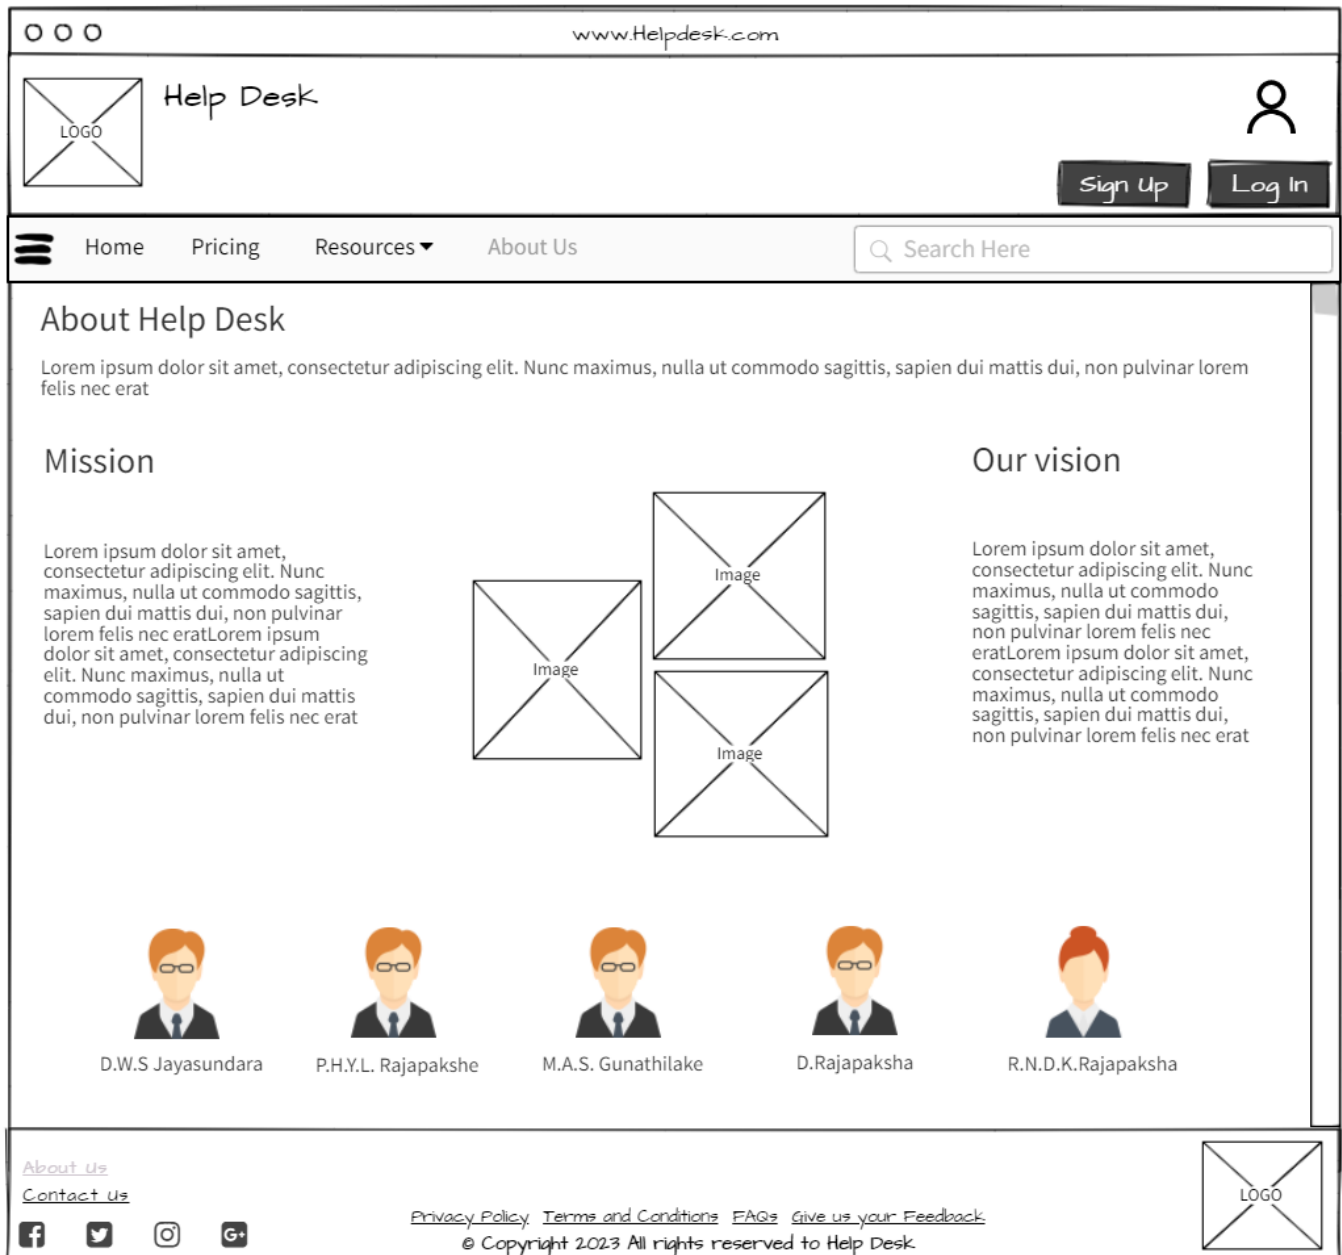 www.Helpdesk.com
LOGO
Help Desk
Sign Up
Log In
Home
Pricing
Resources
About Us
Search Here
About Help Desk
Lorem ipsum dolor sit amet, consectetur adipiscing elit. Nunc maximus, nulla ut commodo sagittis, sapien dui mattis dui, non pulvinar lorem
felis nec erat
Mission
Lorem ipsum dolor sit amet,
consectetur adipiscing elit. Nunc
maximus, nulla ut commodo sagittis,
sapien dui mattis dui, non pulvinar
lorem felis nec eratLorem ipsum
dolor sit amet, consectetur adipiscing
elit. Nunc maximus, nulla ut
commodo sagittis, sapien dui mattis
dui, non pulvinar lorem felis nec erat
Image
Image
Image
Our vision
Lorem ipsum dolor sit amet,
consectetur adipiscing elit. Nunc
maximus, nulla ut commodo
sagittis, sapien dui mattis dui,
non pulvinar lorem felis nec
eratLorem ipsum dolor sit amet,
consectetur adipiscing elit. Nunc
maximus, nulla ut commodo
sagittis, sapien dui mattis dui,
non pulvinar lorem felis nec erat
D.W.S Jayasundara
P.H.Y.L. Rajapakshe
M.A.S. Gunathilake
D.Rajapaksha
R.N.D.K.Rajapaksha
About Us
Contact Us
G+
Privacy Policy Terms and Conditions FAQs Give us your Feedback
© Copyright 2023 All rights reserved to Help Desk
LOGO